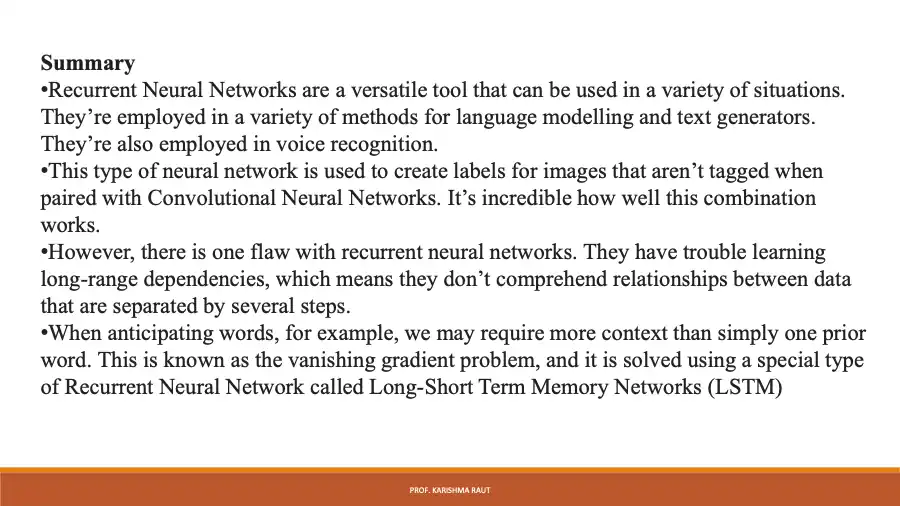 Summary
•Recurrent Neural Networks are a versatile tool that can be used in a variety of situations.
They’re employed in a variety of methods for language modelling and text generators.
They’re also employed in voice recognition.
•This type of neural network is used to create labels for images that aren’t tagged when
paired with Convolutional Neural Networks. It’s incredible how well this combination
works.
•However, there is one flaw with recurrent neural networks. They have trouble learning
long-range dependencies, which means they don’t comprehend relationships between data
that are separated by several steps.
•When anticipating words, for example, we may require more context than simply one prior
word. This is known as the vanishing gradient problem, and it is solved using a special type
of Recurrent Neural Network called Long-Short Term Memory Networks (LSTM)
PROF. KARISHMA RAUT